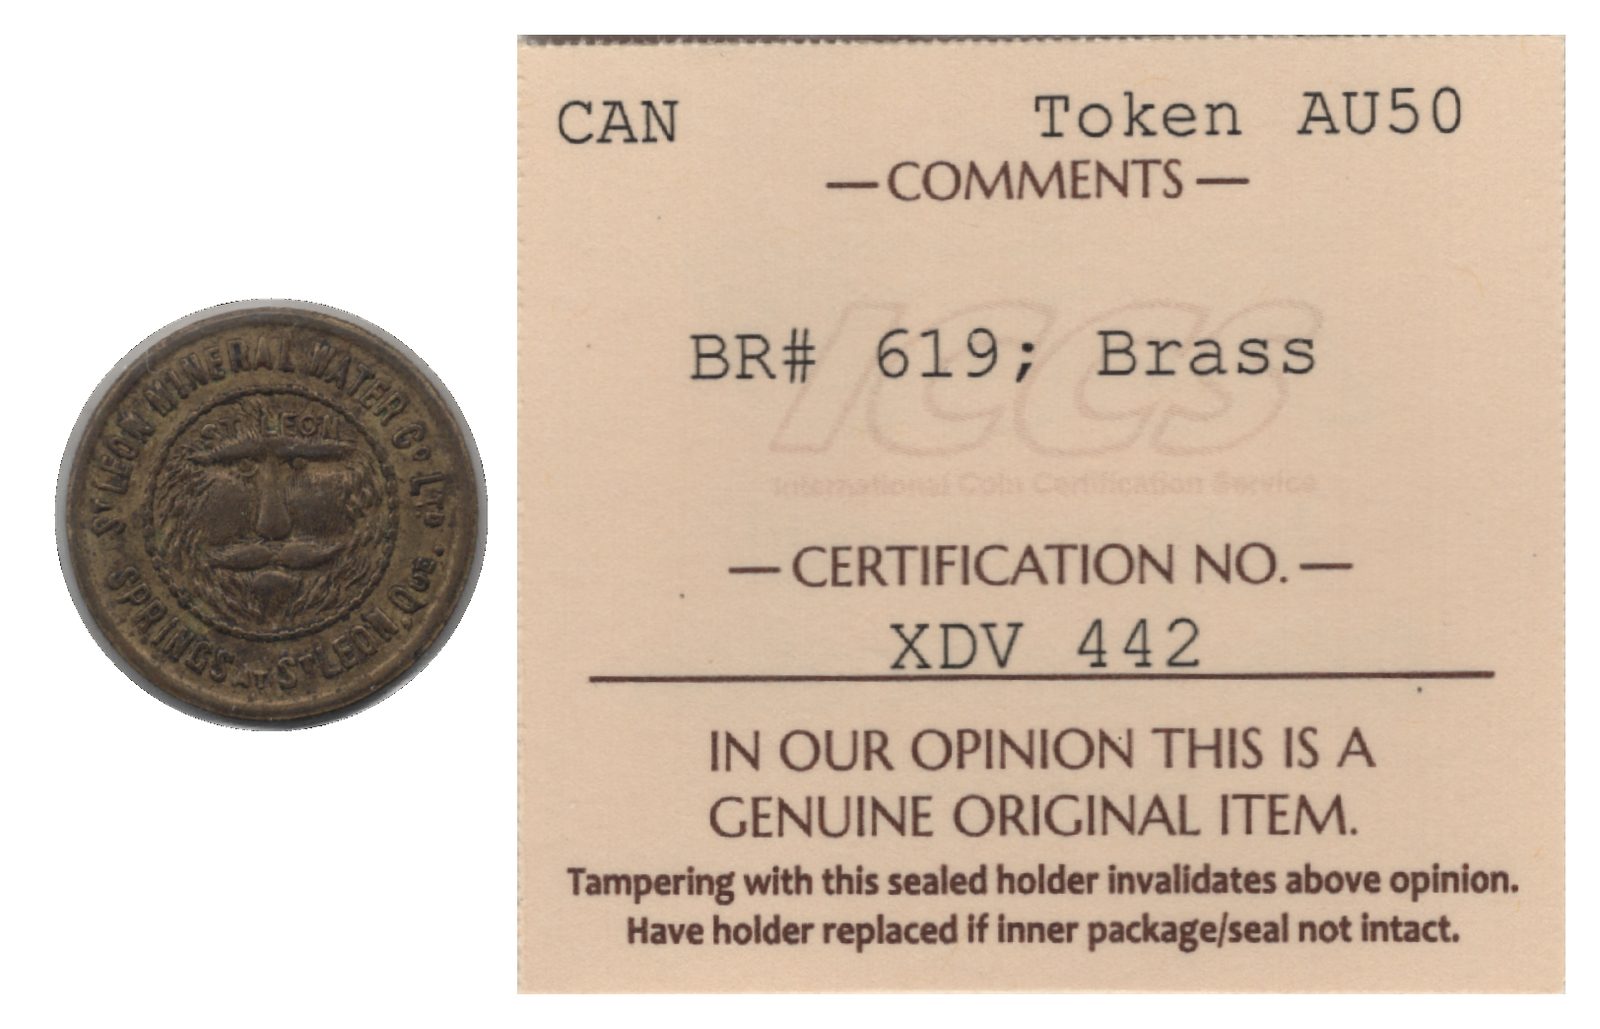 ST LEON MINERAL WATER Co LTD.
ST. LEON
SPRINGS AT ST LEON, QUE.
CAN Token AU50
— COMMENTS —
ICCS
International Coin Certification Service
BR# 619; Brass
— CERTIFICATION NO. —
XDV 442
IN OUR OPINION THIS IS A
GENUINE ORIGINAL ITEM.
Tampering with this sealed holder invalidates above opinion.
Have holder replaced if inner package/seal not intact.